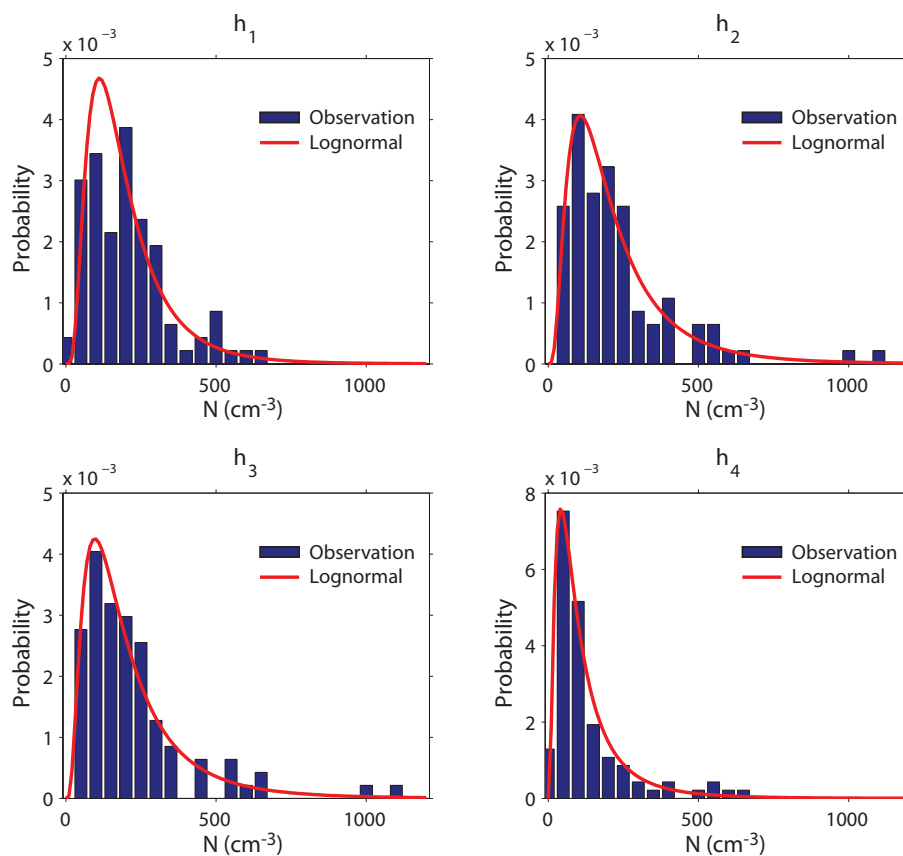 h₁
x 10⁻³
5
4
3
2
1
0
Probability
Observation
Lognormal
0 500 1000
N (cm⁻³)
h₂
x 10⁻³
5
4
3
2
1
0
Probability
Observation
Lognormal
0 500 1000
N (cm⁻³)
h₃
x 10⁻³
5
4
3
2
1
0
Probability
Observation
Lognormal
0 500 1000
N (cm⁻³)
h₄
x 10⁻³
8
6
4
2
0
Probability
Observation
Lognormal
0 500 1000
N (cm⁻³)